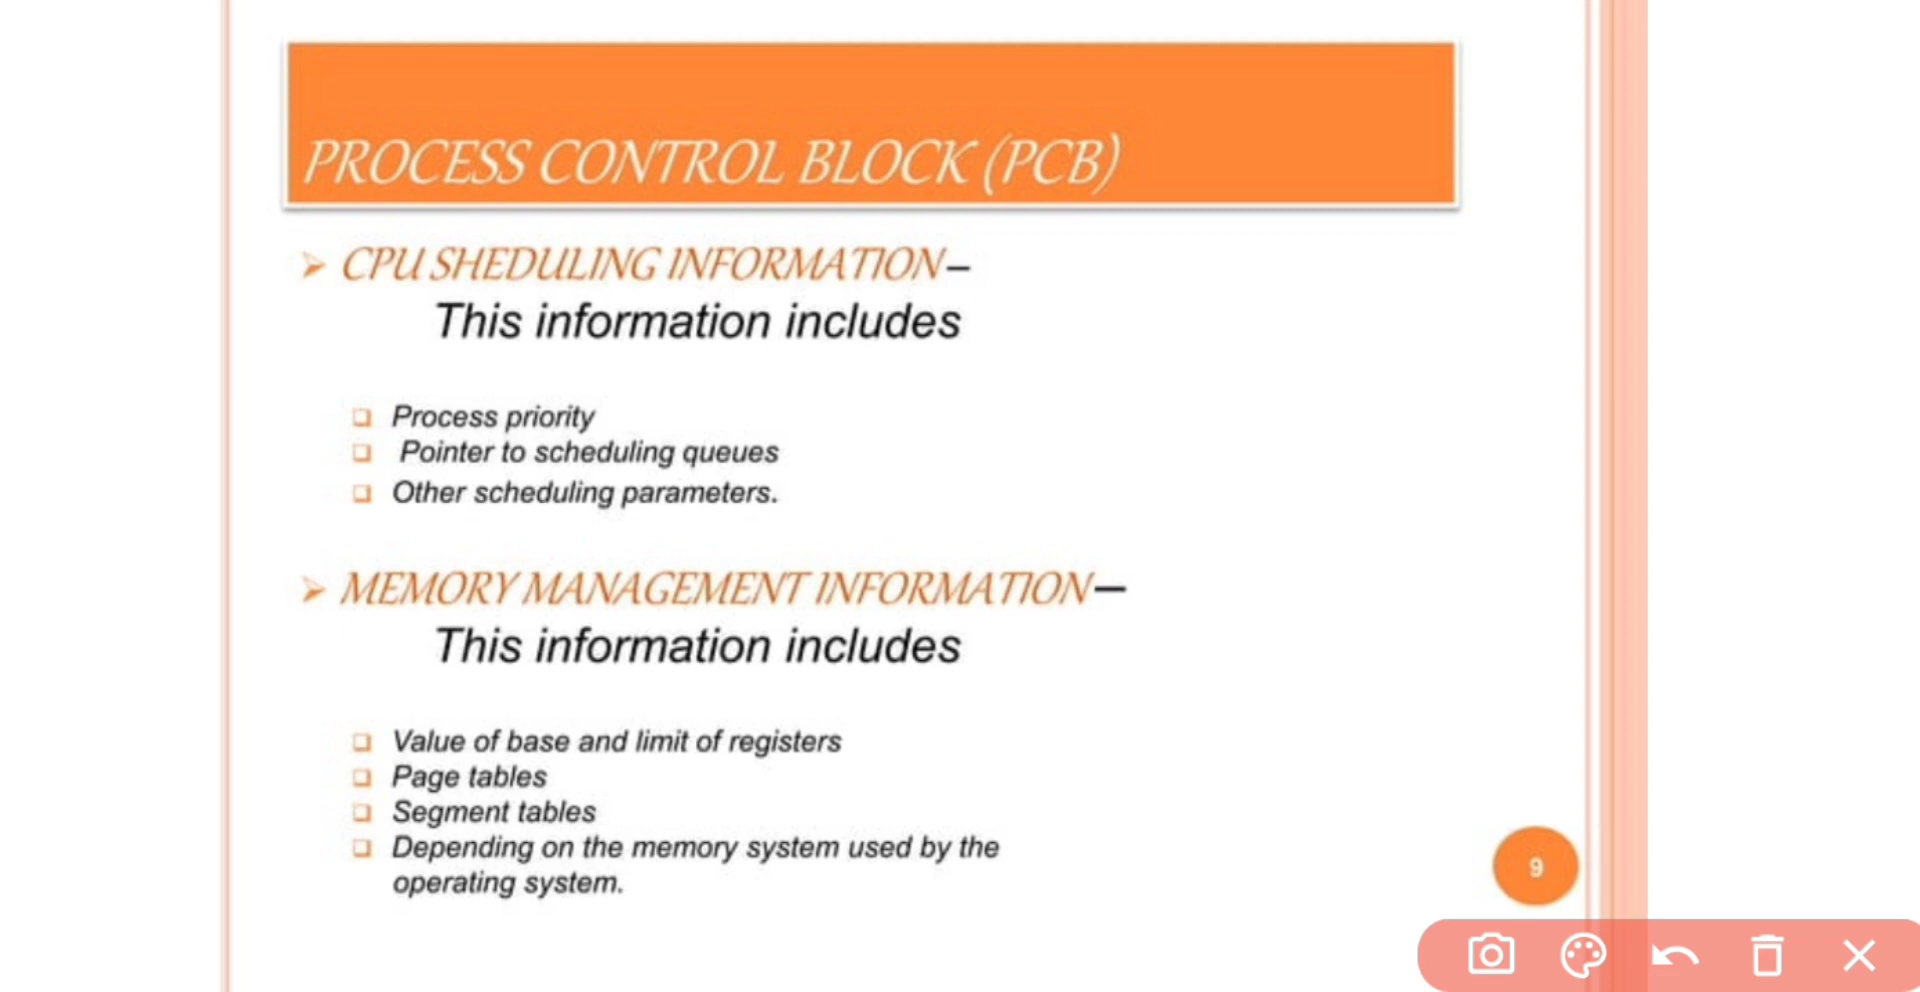 PROCESS CONTROL BLOCK (PCB)
➢ CPU SHEDULING INFORMATION –
This information includes
❑ Process priority
❑ Pointer to scheduling queues
❑ Other scheduling parameters.
➢ MEMORY MANAGEMENT INFORMATION –
This information includes
❑ Value of base and limit of registers
❑ Page tables
❑ Segment tables
❑ Depending on the memory system used by the
operating system.
9